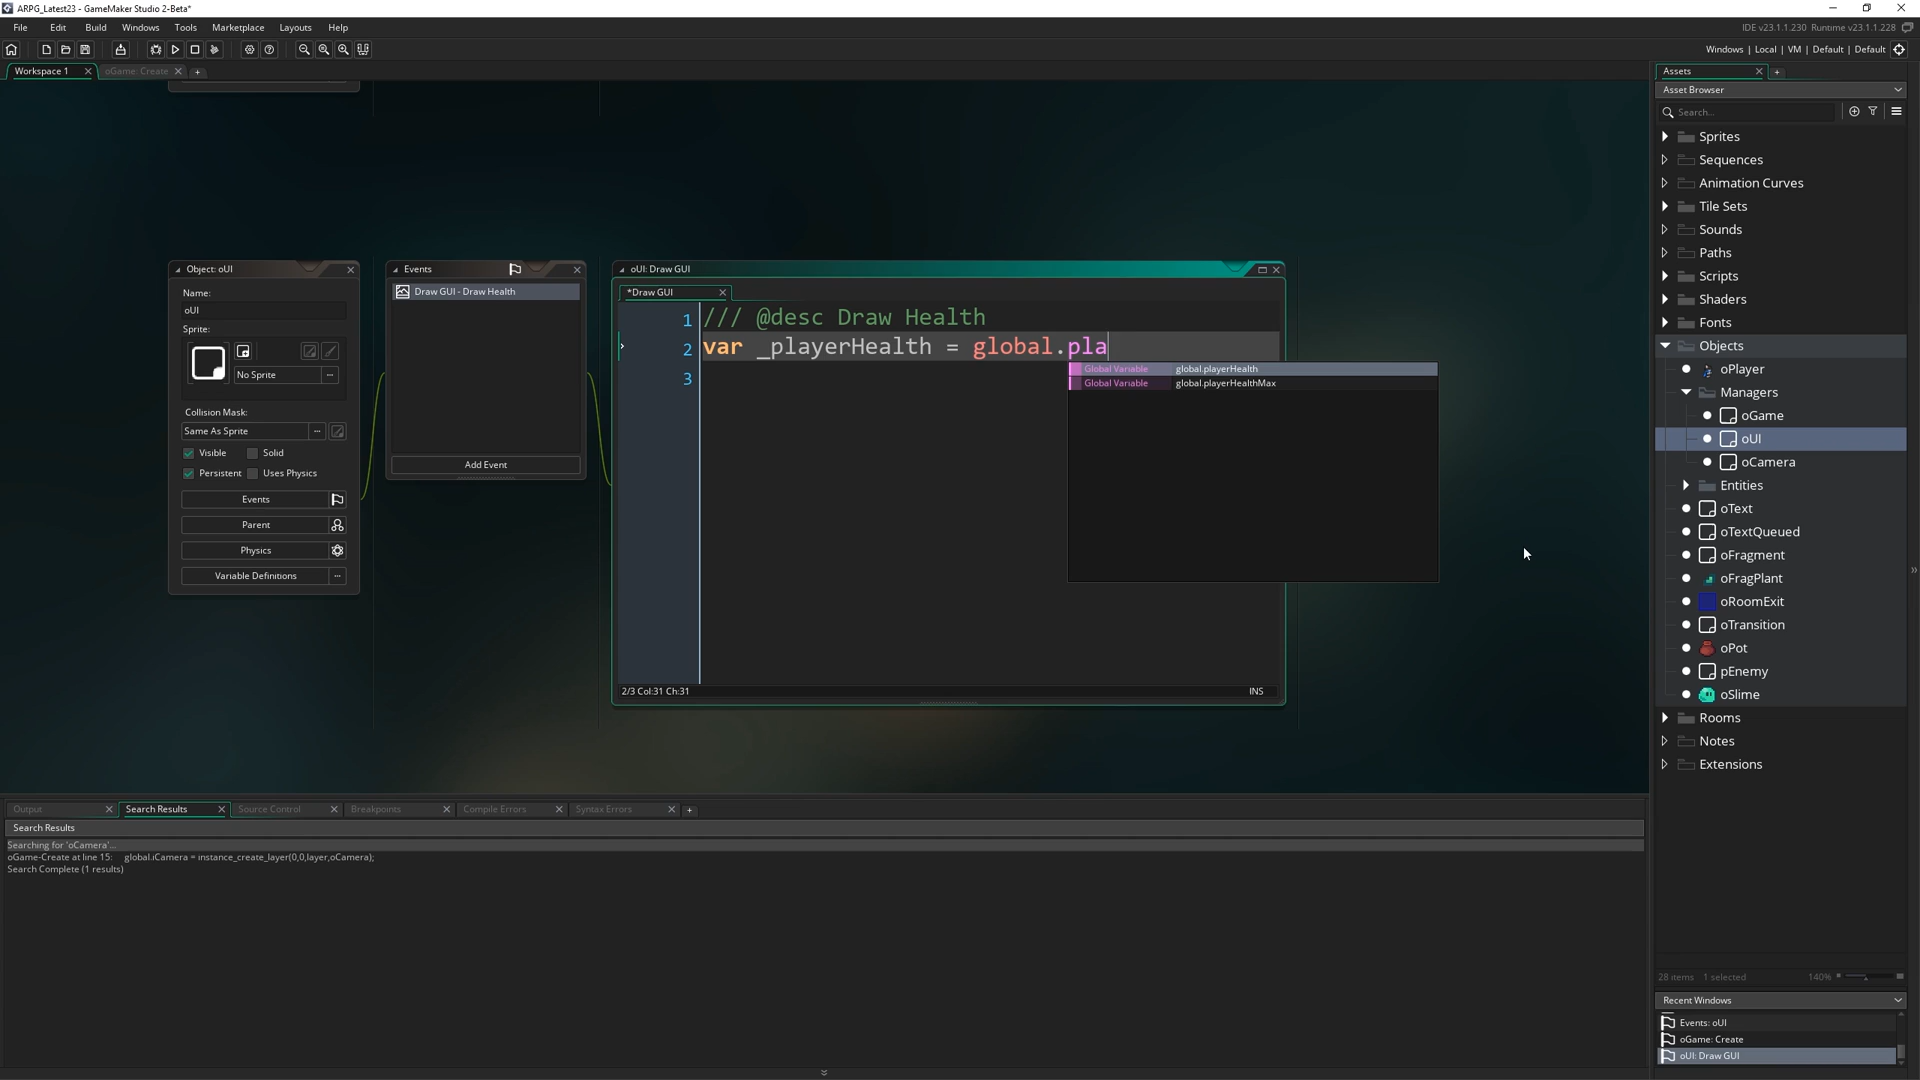 ARPG_Latest23 - GameMaker Studio 2-Beta*
File Edit Build Windows Tools Marketplace Layouts Help
IDE v23.1.1.230 Runtime v23.1.1.228
Windows | Local | VM | Default | Default
Workspace 1
oGame: Create
Assets
Asset Browser
Search...
Sprites
Sequences
Animation Curves
Tile Sets
Sounds
Paths
Scripts
Shaders
Fonts
Objects
oPlayer
Managers
oGame
oUI
oCamera
Entities
oText
oTextQueued
oFragment
oFragPlant
oRoomExit
oTransition
oPot
pEnemy
oSlime
Rooms
Notes
Extensions
28 items 1 selected 140%
Recent Windows
Events: oUI
oGame: Create
oUI: Draw GUI
Object: oUI
Name:
oUI
Sprite:
No Sprite
Collision Mask:
Same As Sprite
Visible Solid
Persistent Uses Physics
Events
Parent
Physics
Variable Definitions
Events
Draw GUI - Draw Health
Add Event
oUI: Draw GUI
*Draw GUI
1 /// @desc Draw Health
2 var _playerHealth = global.pla
3
Global Variable global.playerHealth
Global Variable global.playerHealthMax
2/3 Col:31 Ch:31 INS
Output Search Results Source Control Breakpoints Compile Errors Syntax Errors
Search Results
Searching for 'oCamera'...
oGame-Create at line 15: global.iCamera = instance_create_layer(0,0,layer,oCamera);
Search Complete (1 results)